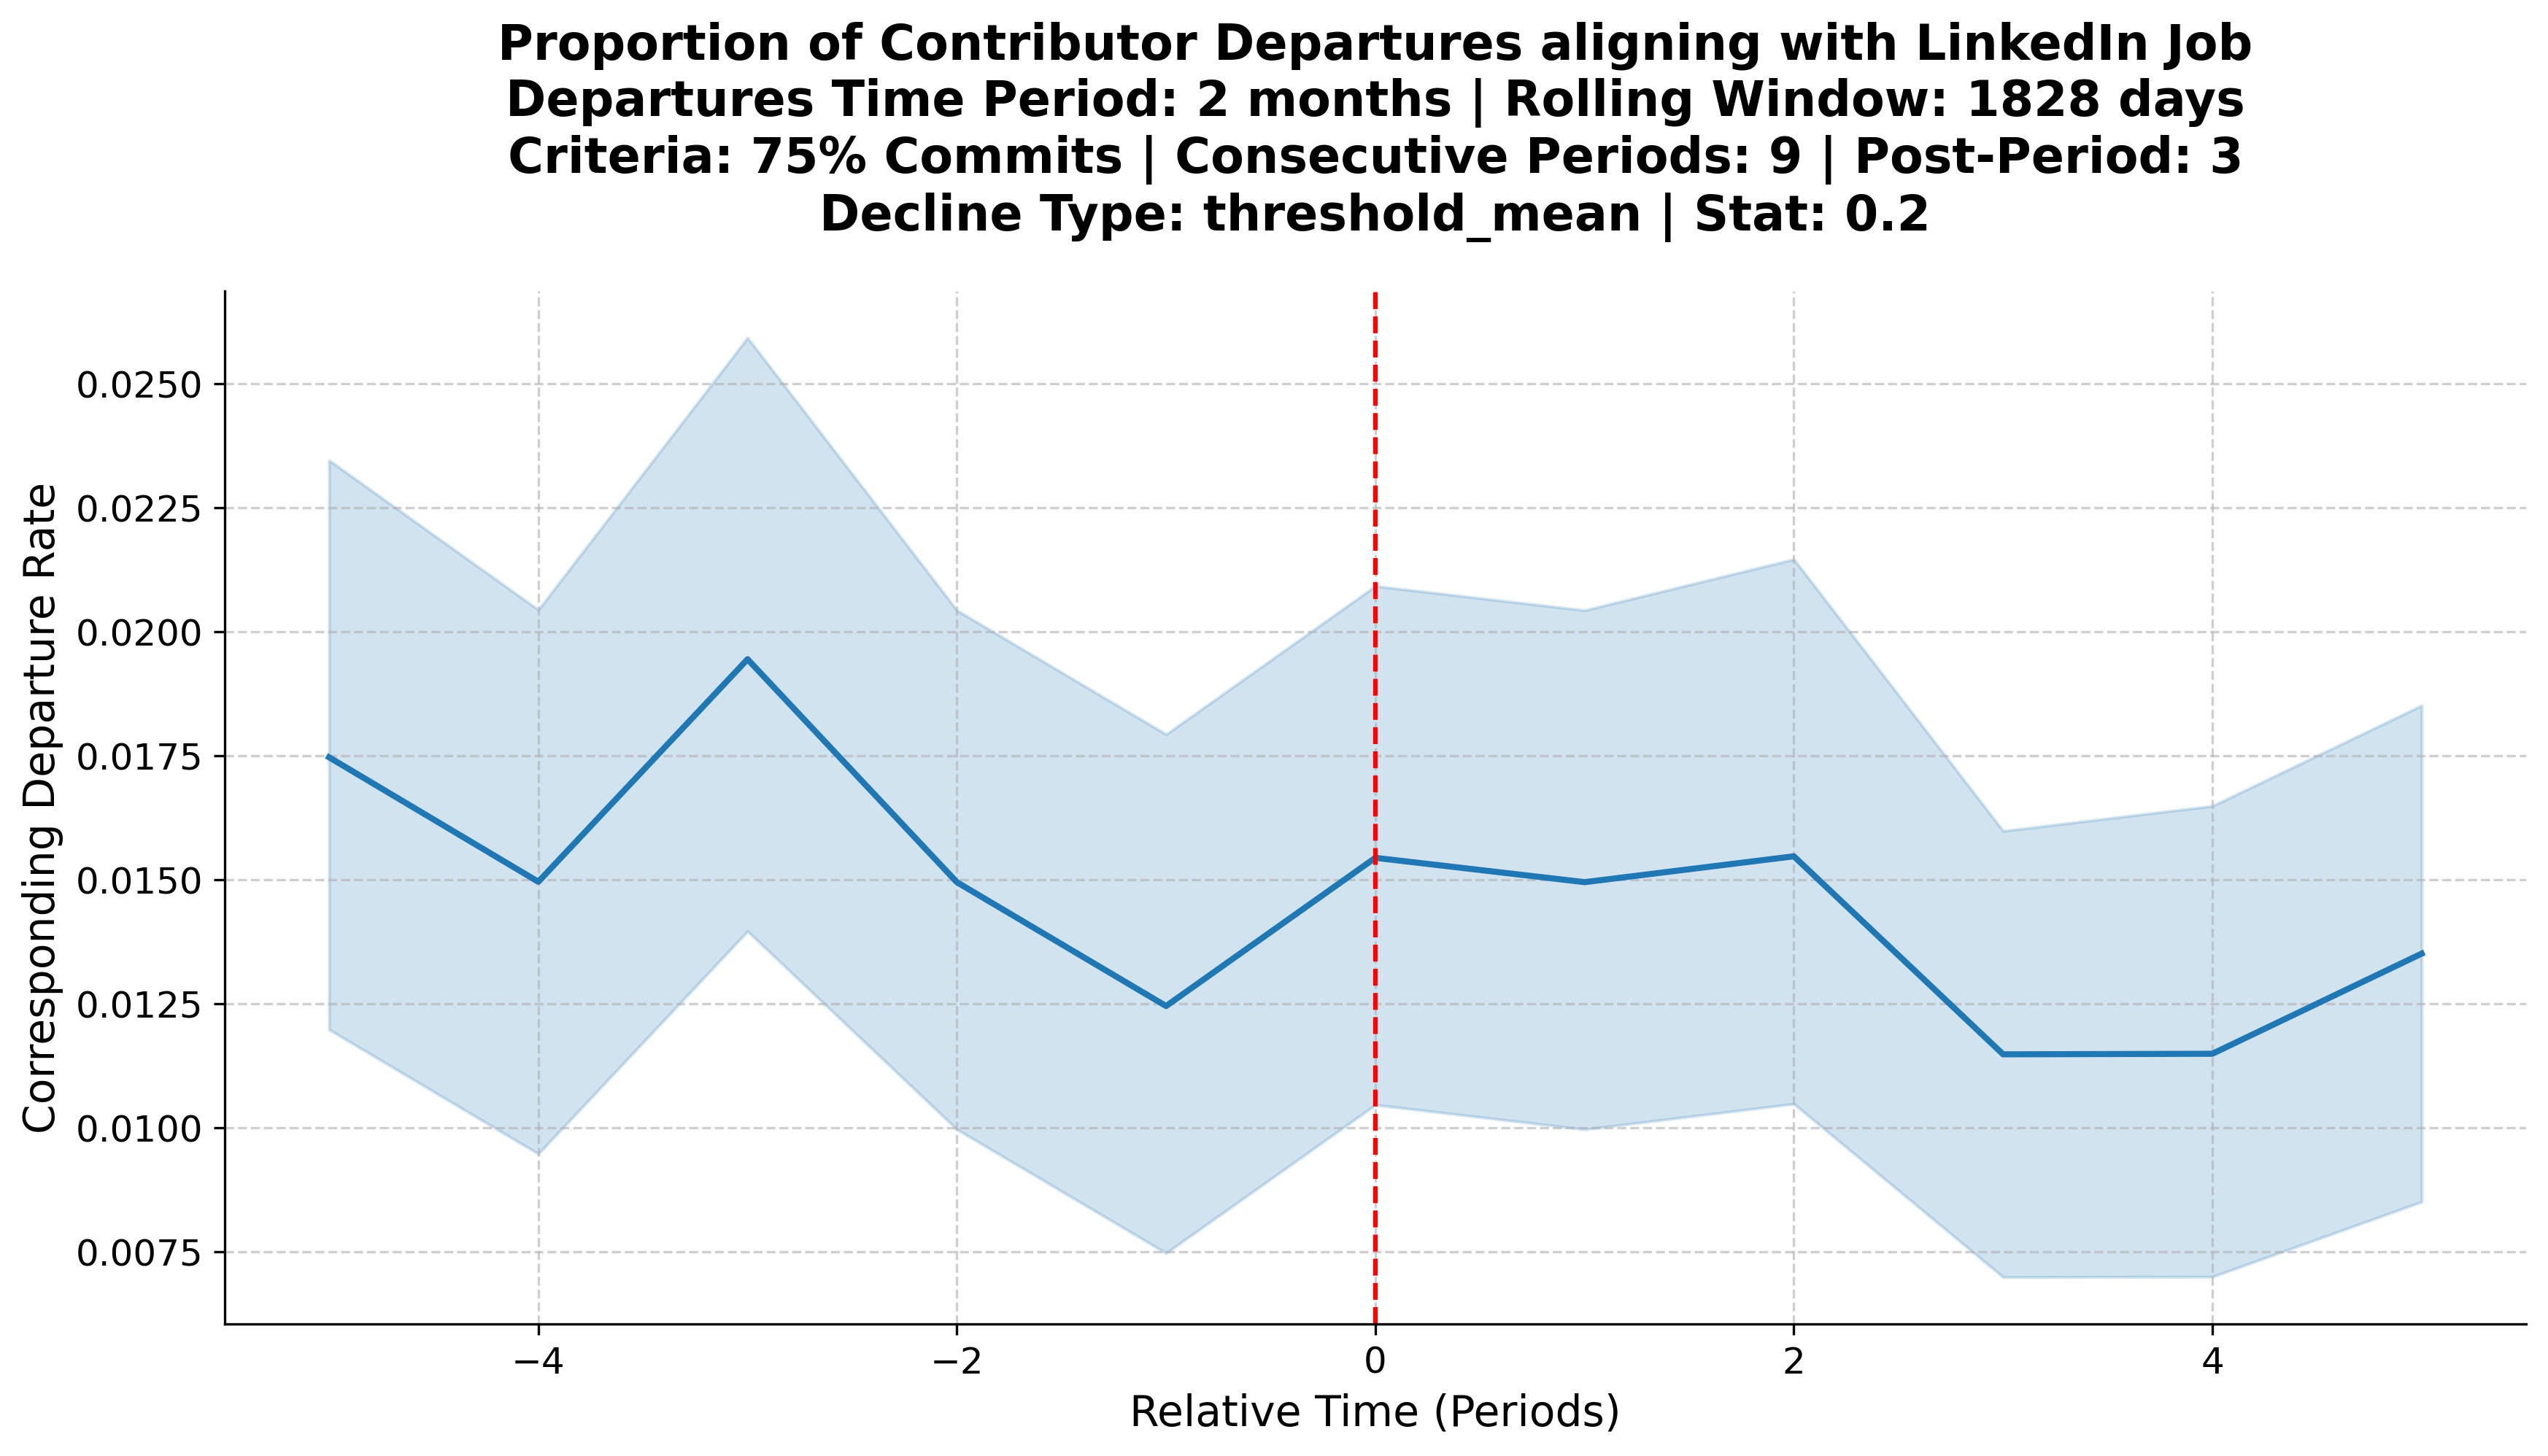 Proportion of Contributor Departures aligning with LinkedIn Job
Departures Time Period: 2 months | Rolling Window: 1828 days
Criteria: 75% Commits | Consecutive Periods: 9 | Post-Period: 3
Decline Type: threshold_mean | Stat: 0.2
Corresponding Departure Rate
0.0250
0.0225
0.0200
0.0175
0.0150
0.0125
0.0100
0.0075
−4
−2
0
2
4
Relative Time (Periods)